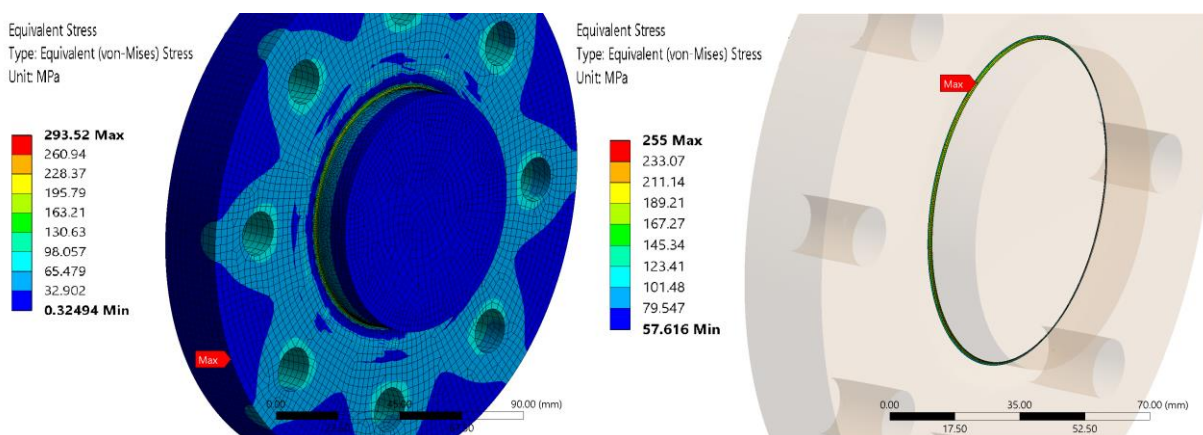 Equivalent Stress
Type: Equivalent (von-Mises) Stress
Unit: MPa
293.52 Max
260.94
228.37
195.79
163.21
130.63
98.057
65.479
32.902
0.32494 Min
Max
0.00
45.00
90.00 (mm)
67.50
Equivalent Stress
Type: Equivalent (von-Mises) Stress
Unit: MPa
255 Max
233.07
211.14
189.21
167.27
145.34
123.41
101.48
79.547
57.616 Min
Max
0.00
35.00
70.00 (mm)
17.50
52.50